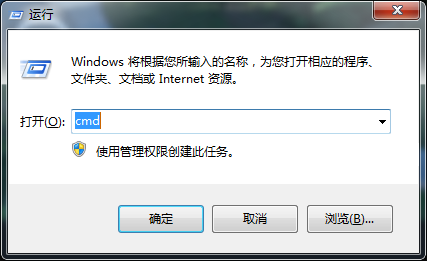 运行
Windows 将根据您所输入的名称，为您打开相应的程序、
文件夹、文档或 Internet 资源。
打开(O): cmd
使用管理权限创建此任务。
确定 取消 浏览(B)...